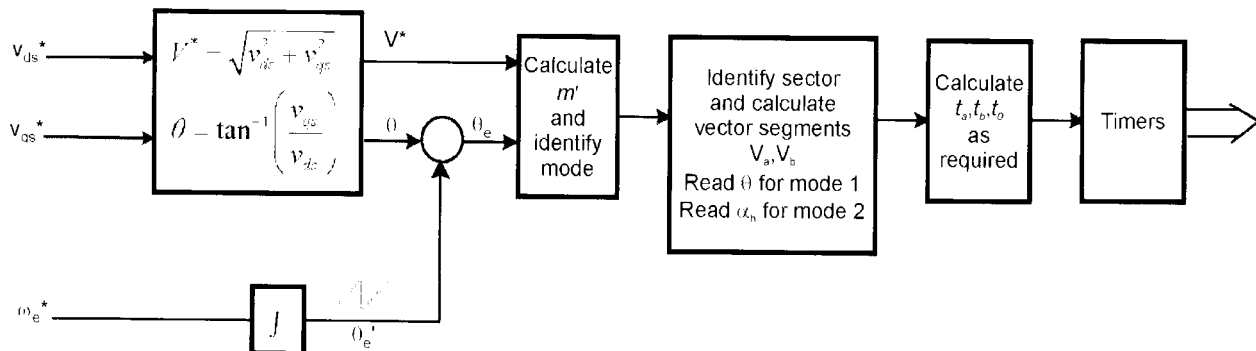 v_ds*
v_qs*
V* = √(v_ds² + v_qs²)
θ = tan⁻¹(v_qs / v_ds)
V*
θ
θ_e
Calculate
m'
and
identify
mode
Identify sector
and calculate
vector segments
V_a, V_b
Read θ for mode 1
Read α_h for mode 2
Calculate
t_a, t_b, t_o
as
required
Timers
ω_e*
∫
θ_e'